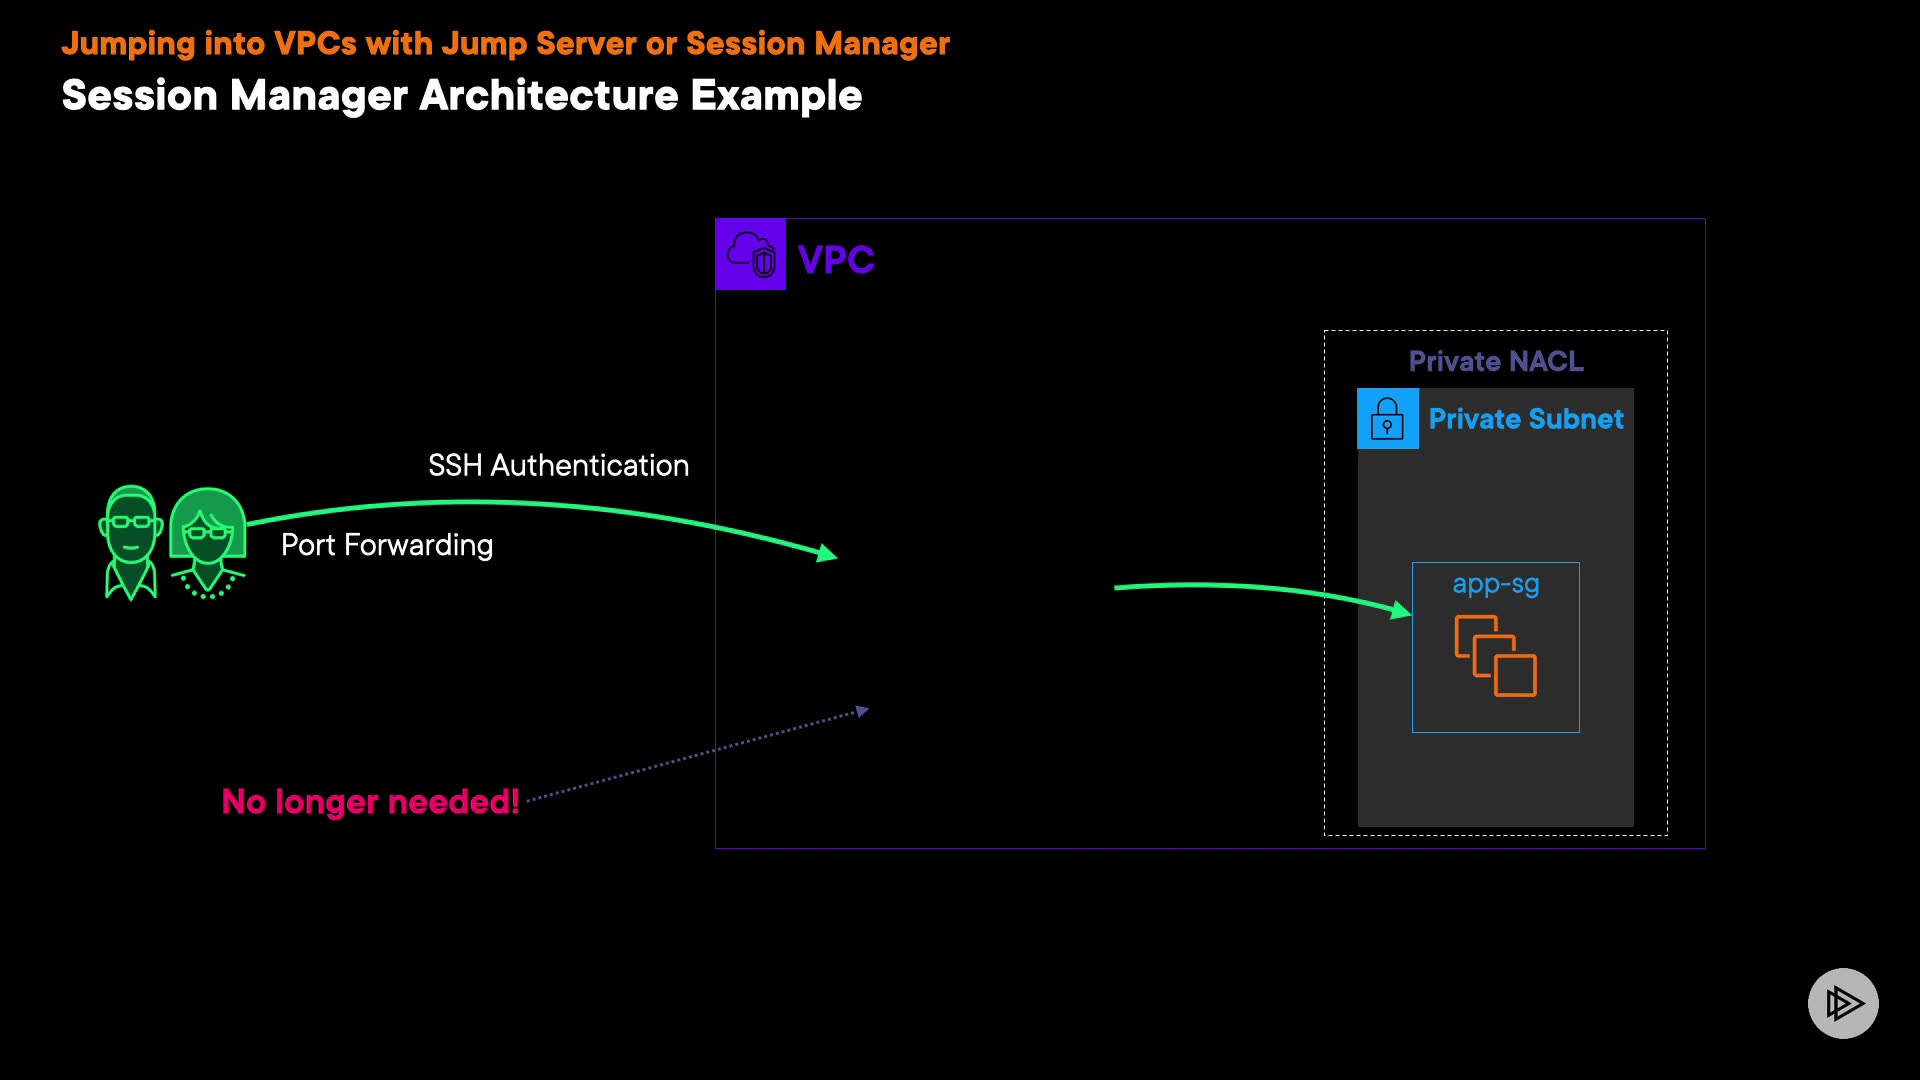 Jumping into VPCs with Jump Server or Session Manager
Session Manager Architecture Example
VPC
Private NACL
Private Subnet
SSH Authentication
Port Forwarding
app-sg
No longer needed!